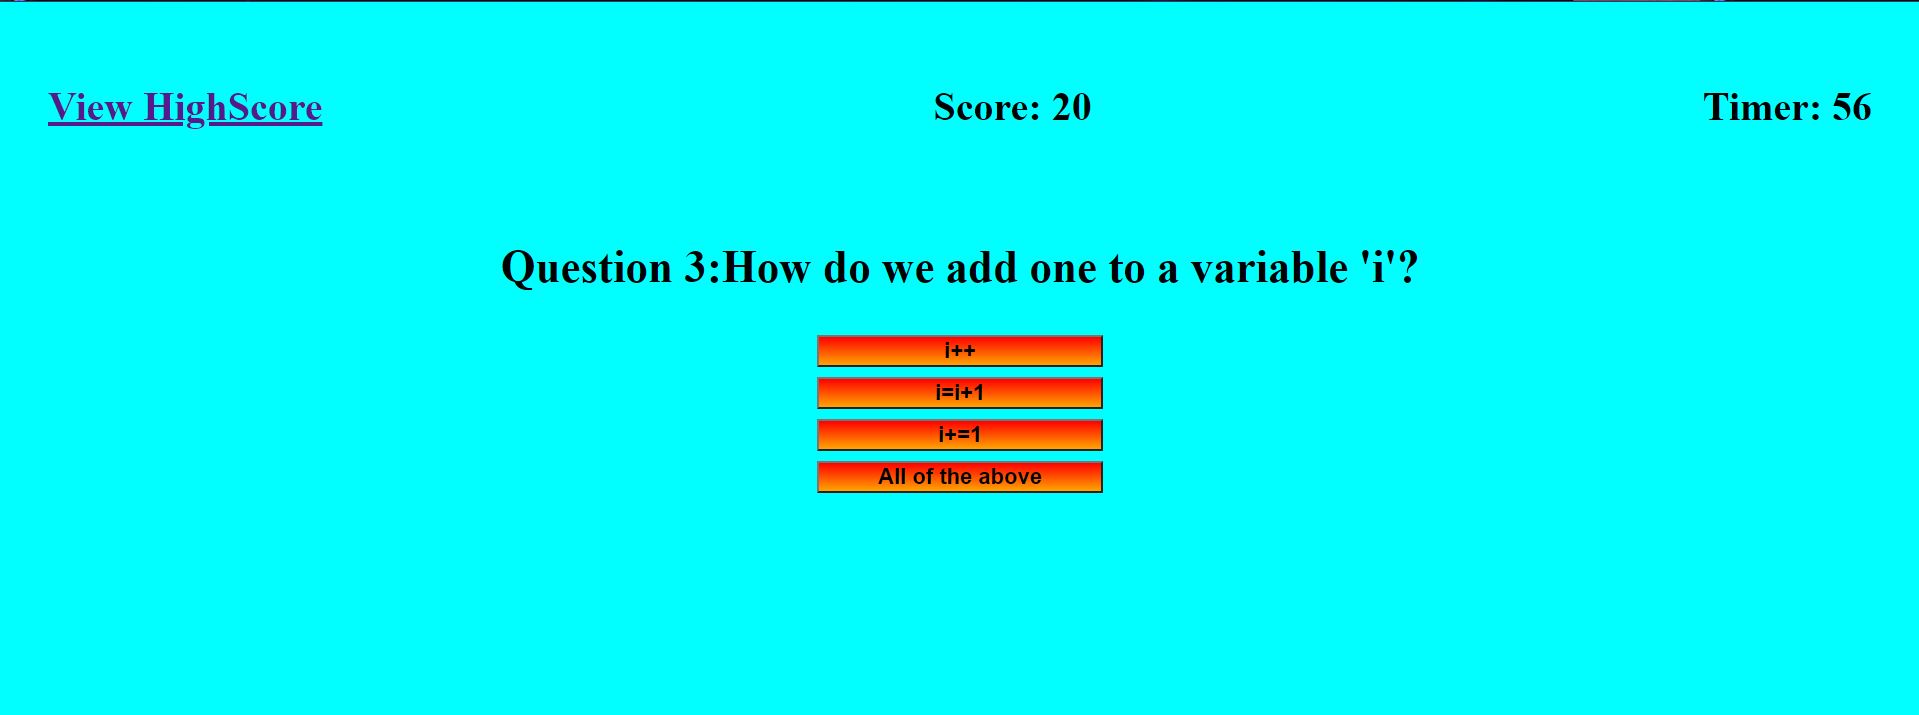 View HighScore
Score: 20
Timer: 56
Question 3:How do we add one to a variable 'i'?
i++
i=i+1
i+=1
All of the above